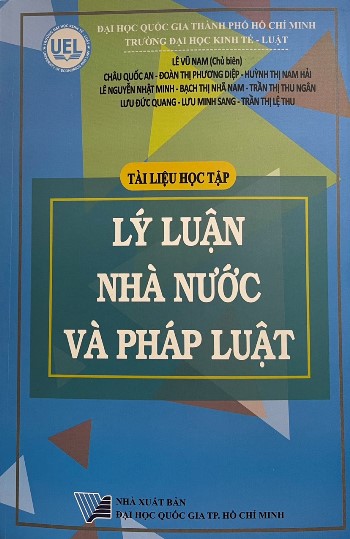 ĐẠI HỌC QUỐC GIA THÀNH PHỐ HỒ CHÍ MINH
TRƯỜNG ĐẠI HỌC KINH TẾ - LUẬT
UEL
LÊ VŨ NAM (Chủ biên)
CHÂU QUỐC AN - ĐOÀN THỊ PHƯƠNG DIỆP - HUỲNH THỊ NAM HẢI
LÊ NGUYỄN NHẬT MINH - BẠCH THỊ NHÃ NAM - TRẦN THỊ THU NGÂN
LƯU ĐỨC QUANG - LƯU MINH SANG - TRẦN THỊ LỆ THU
TÀI LIỆU HỌC TẬP
LÝ LUẬN
NHÀ NƯỚC
VÀ PHÁP LUẬT
NHÀ XUẤT BẢN
ĐẠI HỌC QUỐC GIA TP. HỒ CHÍ MINH